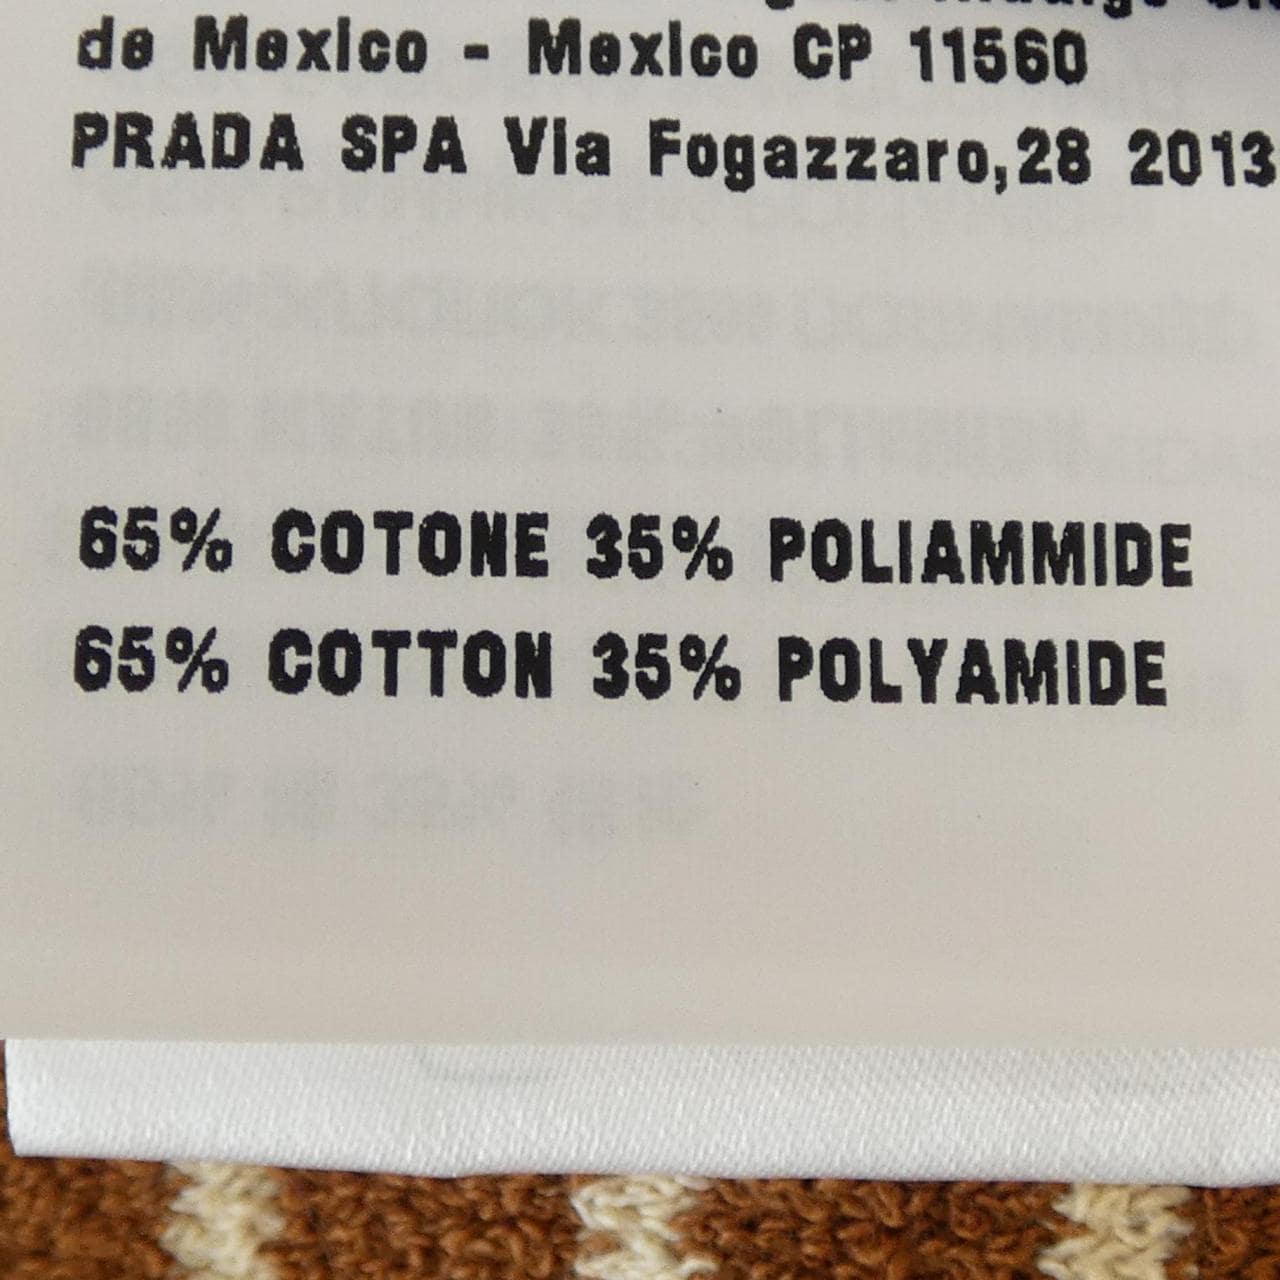 de Mexico - Mexico CP 11560
PRADA SPA Via Fogazzaro,28 2013
65% COTONE 35% POLIAMMIDE
65% COTTON 35% POLYAMIDE